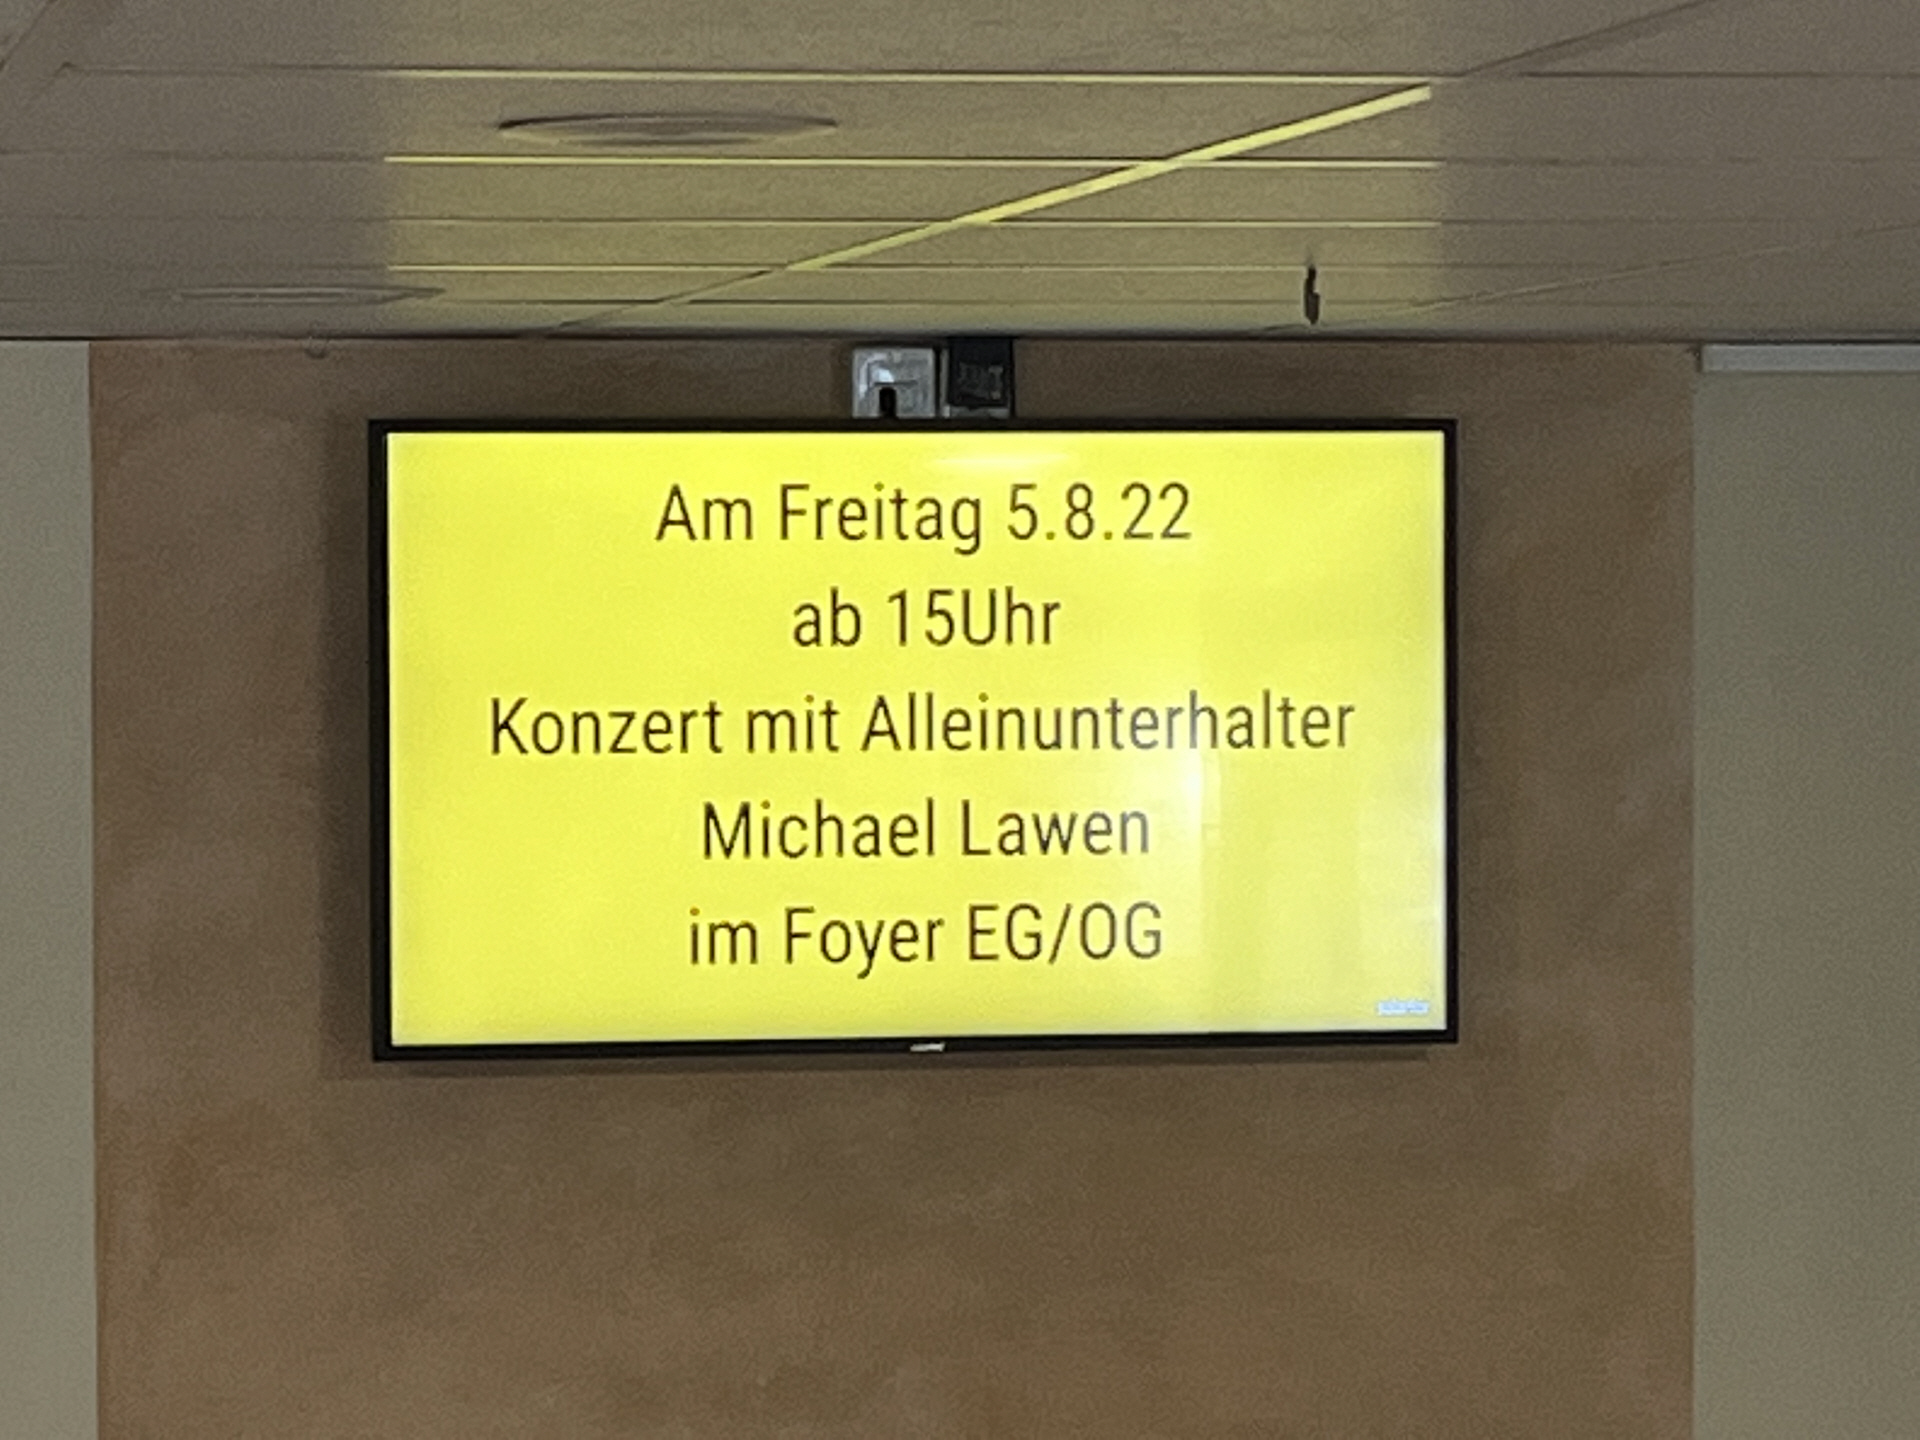 Am Freitag 5.8.22
ab 15Uhr
Konzert mit Alleinunterhalter
Michael Lawen
im Foyer EG/OG